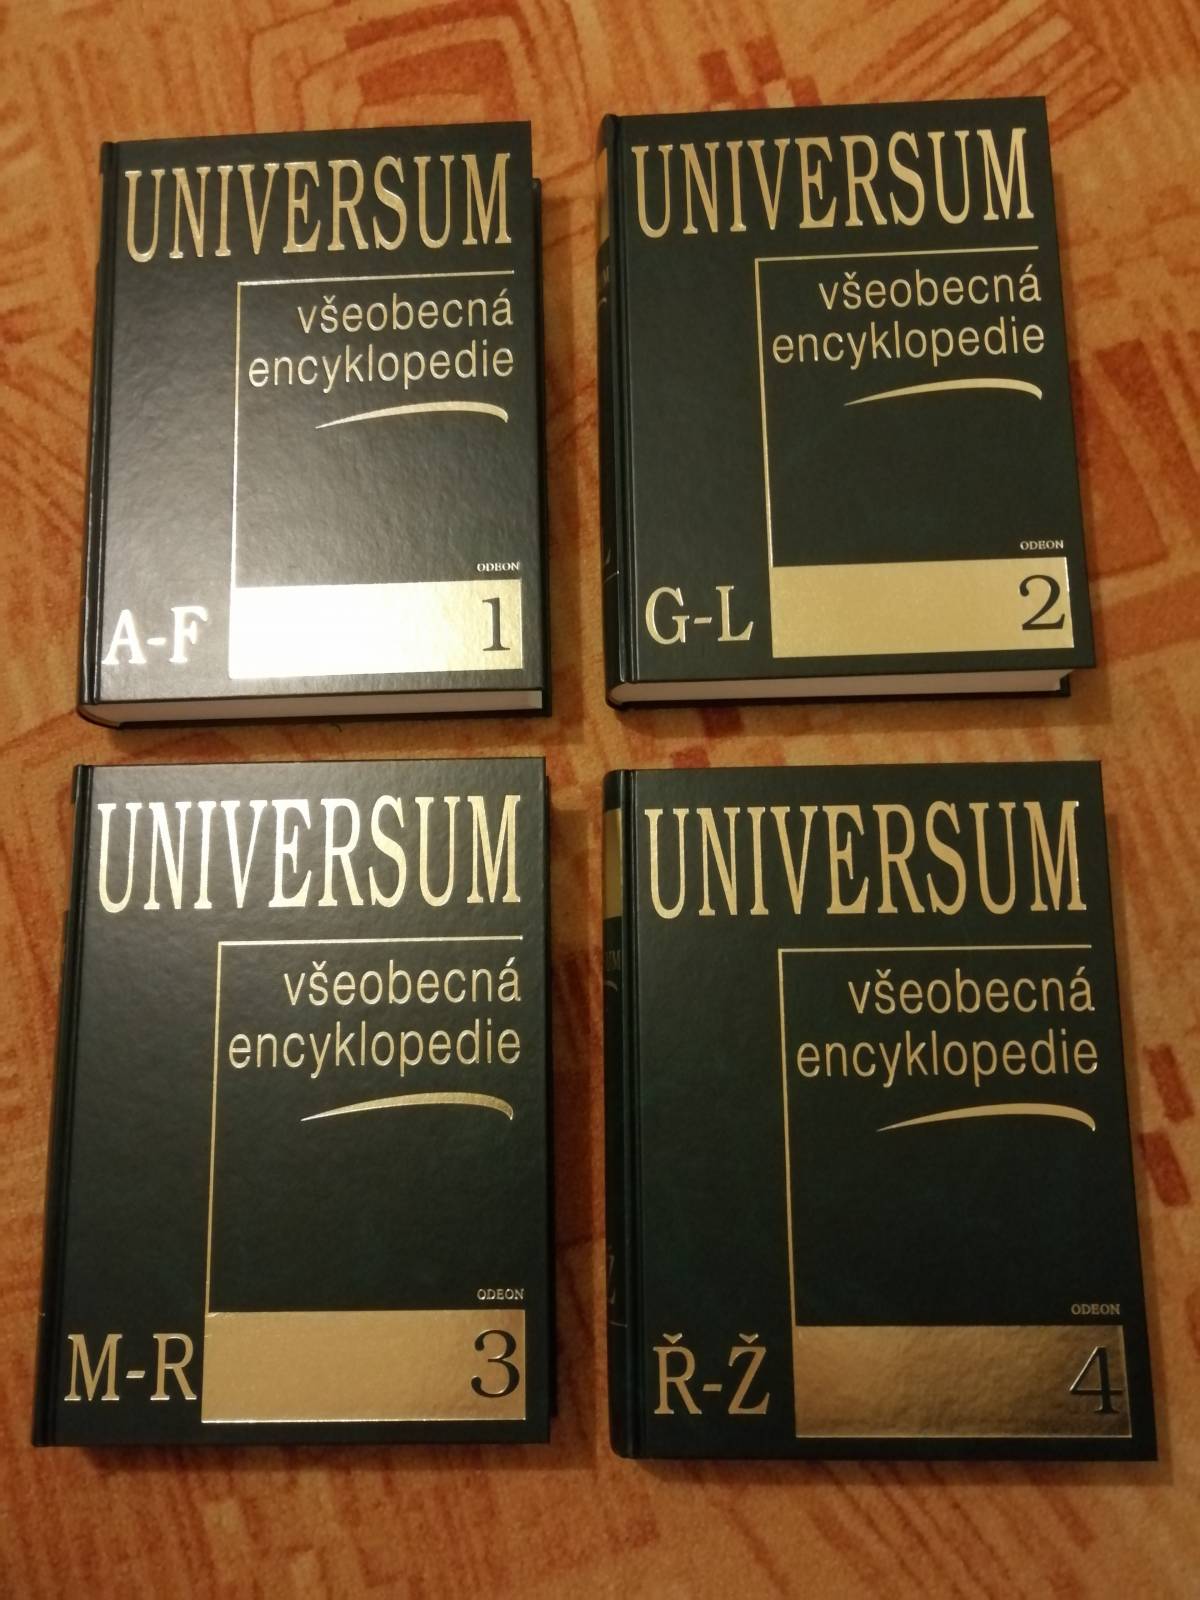 UNIVERSUM
všeobecná
encyklopedie
ODEON
A-F
1
UNIVERSUM
všeobecná
encyklopedie
ODEON
G-L
2
UNIVERSUM
všeobecná
encyklopedie
ODEON
M-R
3
UNIVERSUM
všeobecná
encyklopedie
ODEON
Ř-Ž
4